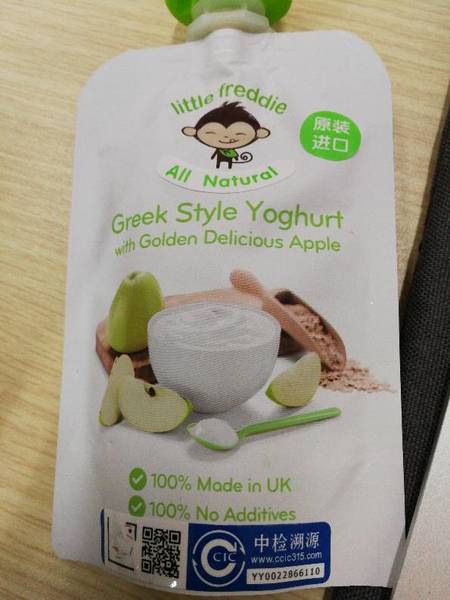 little freddie
All Natural
原装
进口
Greek Style Yoghurt
with Golden Delicious Apple
100% Made in UK
100% No Additives
CCIC
中检溯源
www.ccic315.com
YY0022866110